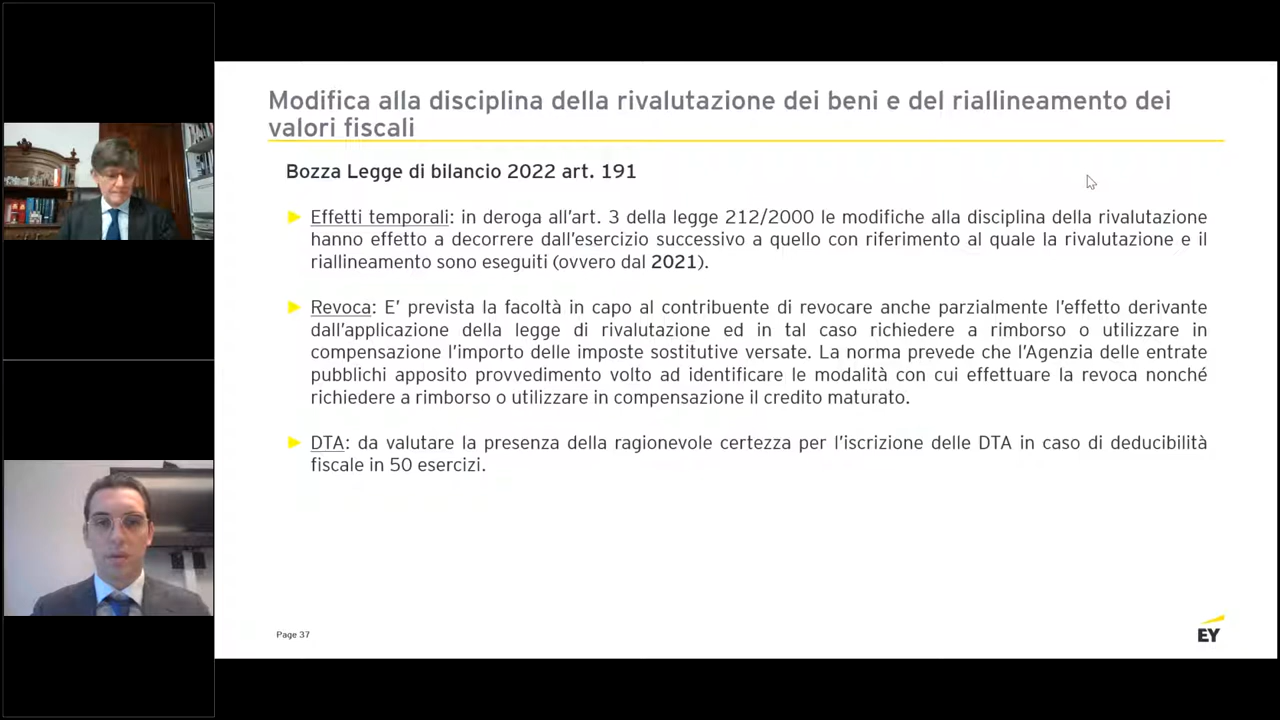 Modifica alla disciplina della rivalutazione dei beni e del riallineamento dei
valori fiscali
Bozza Legge di bilancio 2022 art. 191
Effetti temporali: in deroga all'art. 3 della legge 212/2000 le modifiche alla disciplina della rivalutazione
hanno effetto a decorrere dall'esercizio successivo a quello con riferimento al quale la rivalutazione e il
riallineamento sono eseguiti (ovvero dal 2021).
Revoca: E' prevista la facoltà in capo al contribuente di revocare anche parzialmente l'effetto derivante
dall'applicazione della legge di rivalutazione ed in tal caso richiedere a rimborso o utilizzare in
compensazione l'importo delle imposte sostitutive versate. La norma prevede che l'Agenzia delle entrate
pubblichi apposito provvedimento volto ad identificare le modalità con cui effettuare la revoca nonché
richiedere a rimborso o utilizzare in compensazione il credito maturato.
DTA: da valutare la presenza della ragionevole certezza per l'iscrizione delle DTA in caso di deducibilità
fiscale in 50 esercizi.
Page 37
EY